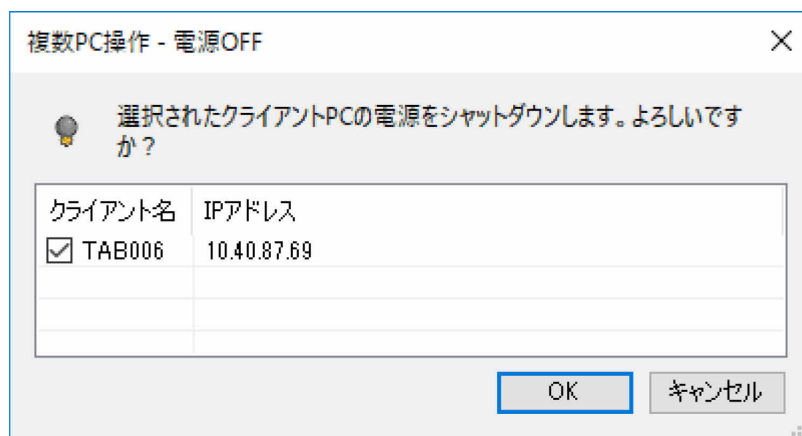 複数PC操作 - 電源OFF
選択されたクライアントPCの電源をシャットダウンします。よろしいです
か？
クライアント名 IPアドレス
TAB006 10.40.87.69
OK キャンセル